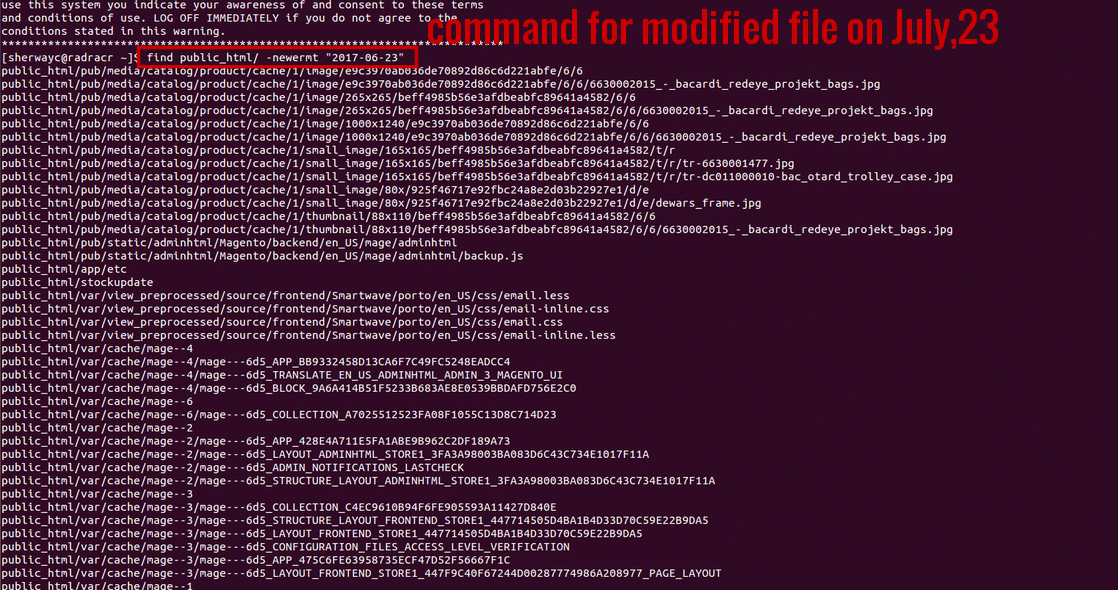 use this system you indicate your awareness of and consent to these terms
and conditions of use. LOG OFF IMMEDIATELY if you do not agree to the
conditions stated in this warning.
command for modified file on July,23
[sherwayc@radracr ~]$ find public_html/ -newermt "2017-06-23"
public_html/pub/media/catalog/product/cache/1/image/e9c3970ab036de70892d86c6d221abfe/6/6
public_html/pub/media/catalog/product/cache/1/image/e9c3970ab036de70892d86c6d221abfe/6/6/6630002015_-_bacardi_redeye_projekt_bags.jpg
public_html/pub/media/catalog/product/cache/1/image/265x265/beff4985b56e3afdbeabfc89641a4582/6/6
public_html/pub/media/catalog/product/cache/1/image/265x265/beff4985b56e3afdbeabfc89641a4582/6/6/6630002015_-_bacardi_redeye_projekt_bags.jpg
public_html/pub/media/catalog/product/cache/1/image/1000x1240/e9c3970ab036de70892d86c6d221abfe/6/6
public_html/pub/media/catalog/product/cache/1/image/1000x1240/e9c3970ab036de70892d86c6d221abfe/6/6/6630002015_-_bacardi_redeye_projekt_bags.jpg
public_html/pub/media/catalog/product/cache/1/small_image/165x165/beff4985b56e3afdbeabfc89641a4582/t/r
public_html/pub/media/catalog/product/cache/1/small_image/165x165/beff4985b56e3afdbeabfc89641a4582/t/r/tr-6630001477.jpg
public_html/pub/media/catalog/product/cache/1/small_image/165x165/beff4985b56e3afdbeabfc89641a4582/t/r/tr-dc011000010-bac_otard_trolley_case.jpg
public_html/pub/media/catalog/product/cache/1/small_image/80x/925f46717e92fbc24a8e2d03b22927e1/d/e
public_html/pub/media/catalog/product/cache/1/small_image/80x/925f46717e92fbc24a8e2d03b22927e1/d/e/dewars_frame.jpg
public_html/pub/media/catalog/product/cache/1/thumbnail/88x110/beff4985b56e3afdbeabfc89641a4582/6/6
public_html/pub/media/catalog/product/cache/1/thumbnail/88x110/beff4985b56e3afdbeabfc89641a4582/6/6/6630002015_-_bacardi_redeye_projekt_bags.jpg
public_html/pub/static/adminhtml/Magento/backend/en_US/mage/adminhtml
public_html/pub/static/adminhtml/Magento/backend/en_US/mage/adminhtml/backup.js
public_html/app/etc
public_html/stockupdate
public_html/var/view_preprocessed/source/frontend/Smartwave/porto/en_US/css/email.less
public_html/var/view_preprocessed/source/frontend/Smartwave/porto/en_US/css/email-inline.css
public_html/var/view_preprocessed/source/frontend/Smartwave/porto/en_US/css/email.css
public_html/var/view_preprocessed/source/frontend/Smartwave/porto/en_US/css/email-inline.less
public_html/var/cache/mage--4
public_html/var/cache/mage--4/mage---6d5_APP_BB9332458D13CA6F7C49FC5248EADCC4
public_html/var/cache/mage--4/mage---6d5_TRANSLATE_EN_US_ADMINHTML_ADMIN_3_MAGENTO_UI
public_html/var/cache/mage--4/mage---6d5_BLOCK_9A6A414B51F5233B683AE8E0539BBDAFD756E2C0
public_html/var/cache/mage--6
public_html/var/cache/mage--6/mage---6d5_COLLECTION_A7025512523FA08F1055C13D8C714D23
public_html/var/cache/mage--2
public_html/var/cache/mage--2/mage---6d5_APP_428E4A711E5FA1ABE9B962C2DF189A73
public_html/var/cache/mage--2/mage---6d5_LAYOUT_ADMINHTML_STORE1_3FA3A98003BA083D6C43C734E1017F11A
public_html/var/cache/mage--2/mage---6d5_ADMIN_NOTIFICATIONS_LASTCHECK
public_html/var/cache/mage--2/mage---6d5_STRUCTURE_LAYOUT_ADMINHTML_STORE1_3FA3A98003BA083D6C43C734E1017F11A
public_html/var/cache/mage--3
public_html/var/cache/mage--3/mage---6d5_COLLECTION_C4EC9610B94F6FE905593A11427D840E
public_html/var/cache/mage--3/mage---6d5_STRUCTURE_LAYOUT_FRONTEND_STORE1_447714505D4BA1B4D33D70C59E22B9DA5
public_html/var/cache/mage--3/mage---6d5_LAYOUT_FRONTEND_STORE1_447714505D4BA1B4D33D70C59E22B9DA5
public_html/var/cache/mage--3/mage---6d5_CONFIGURATION_FILES_ACCESS_LEVEL_VERIFICATION
public_html/var/cache/mage--3/mage---6d5_APP_475C6FE63958735ECF47D52F56667F1C
public_html/var/cache/mage--3/mage---6d5_LAYOUT_FRONTEND_STORE1_447F9C40F67244D00287774986A208977_PAGE_LAYOUT
public_html/var/cache/mage--1